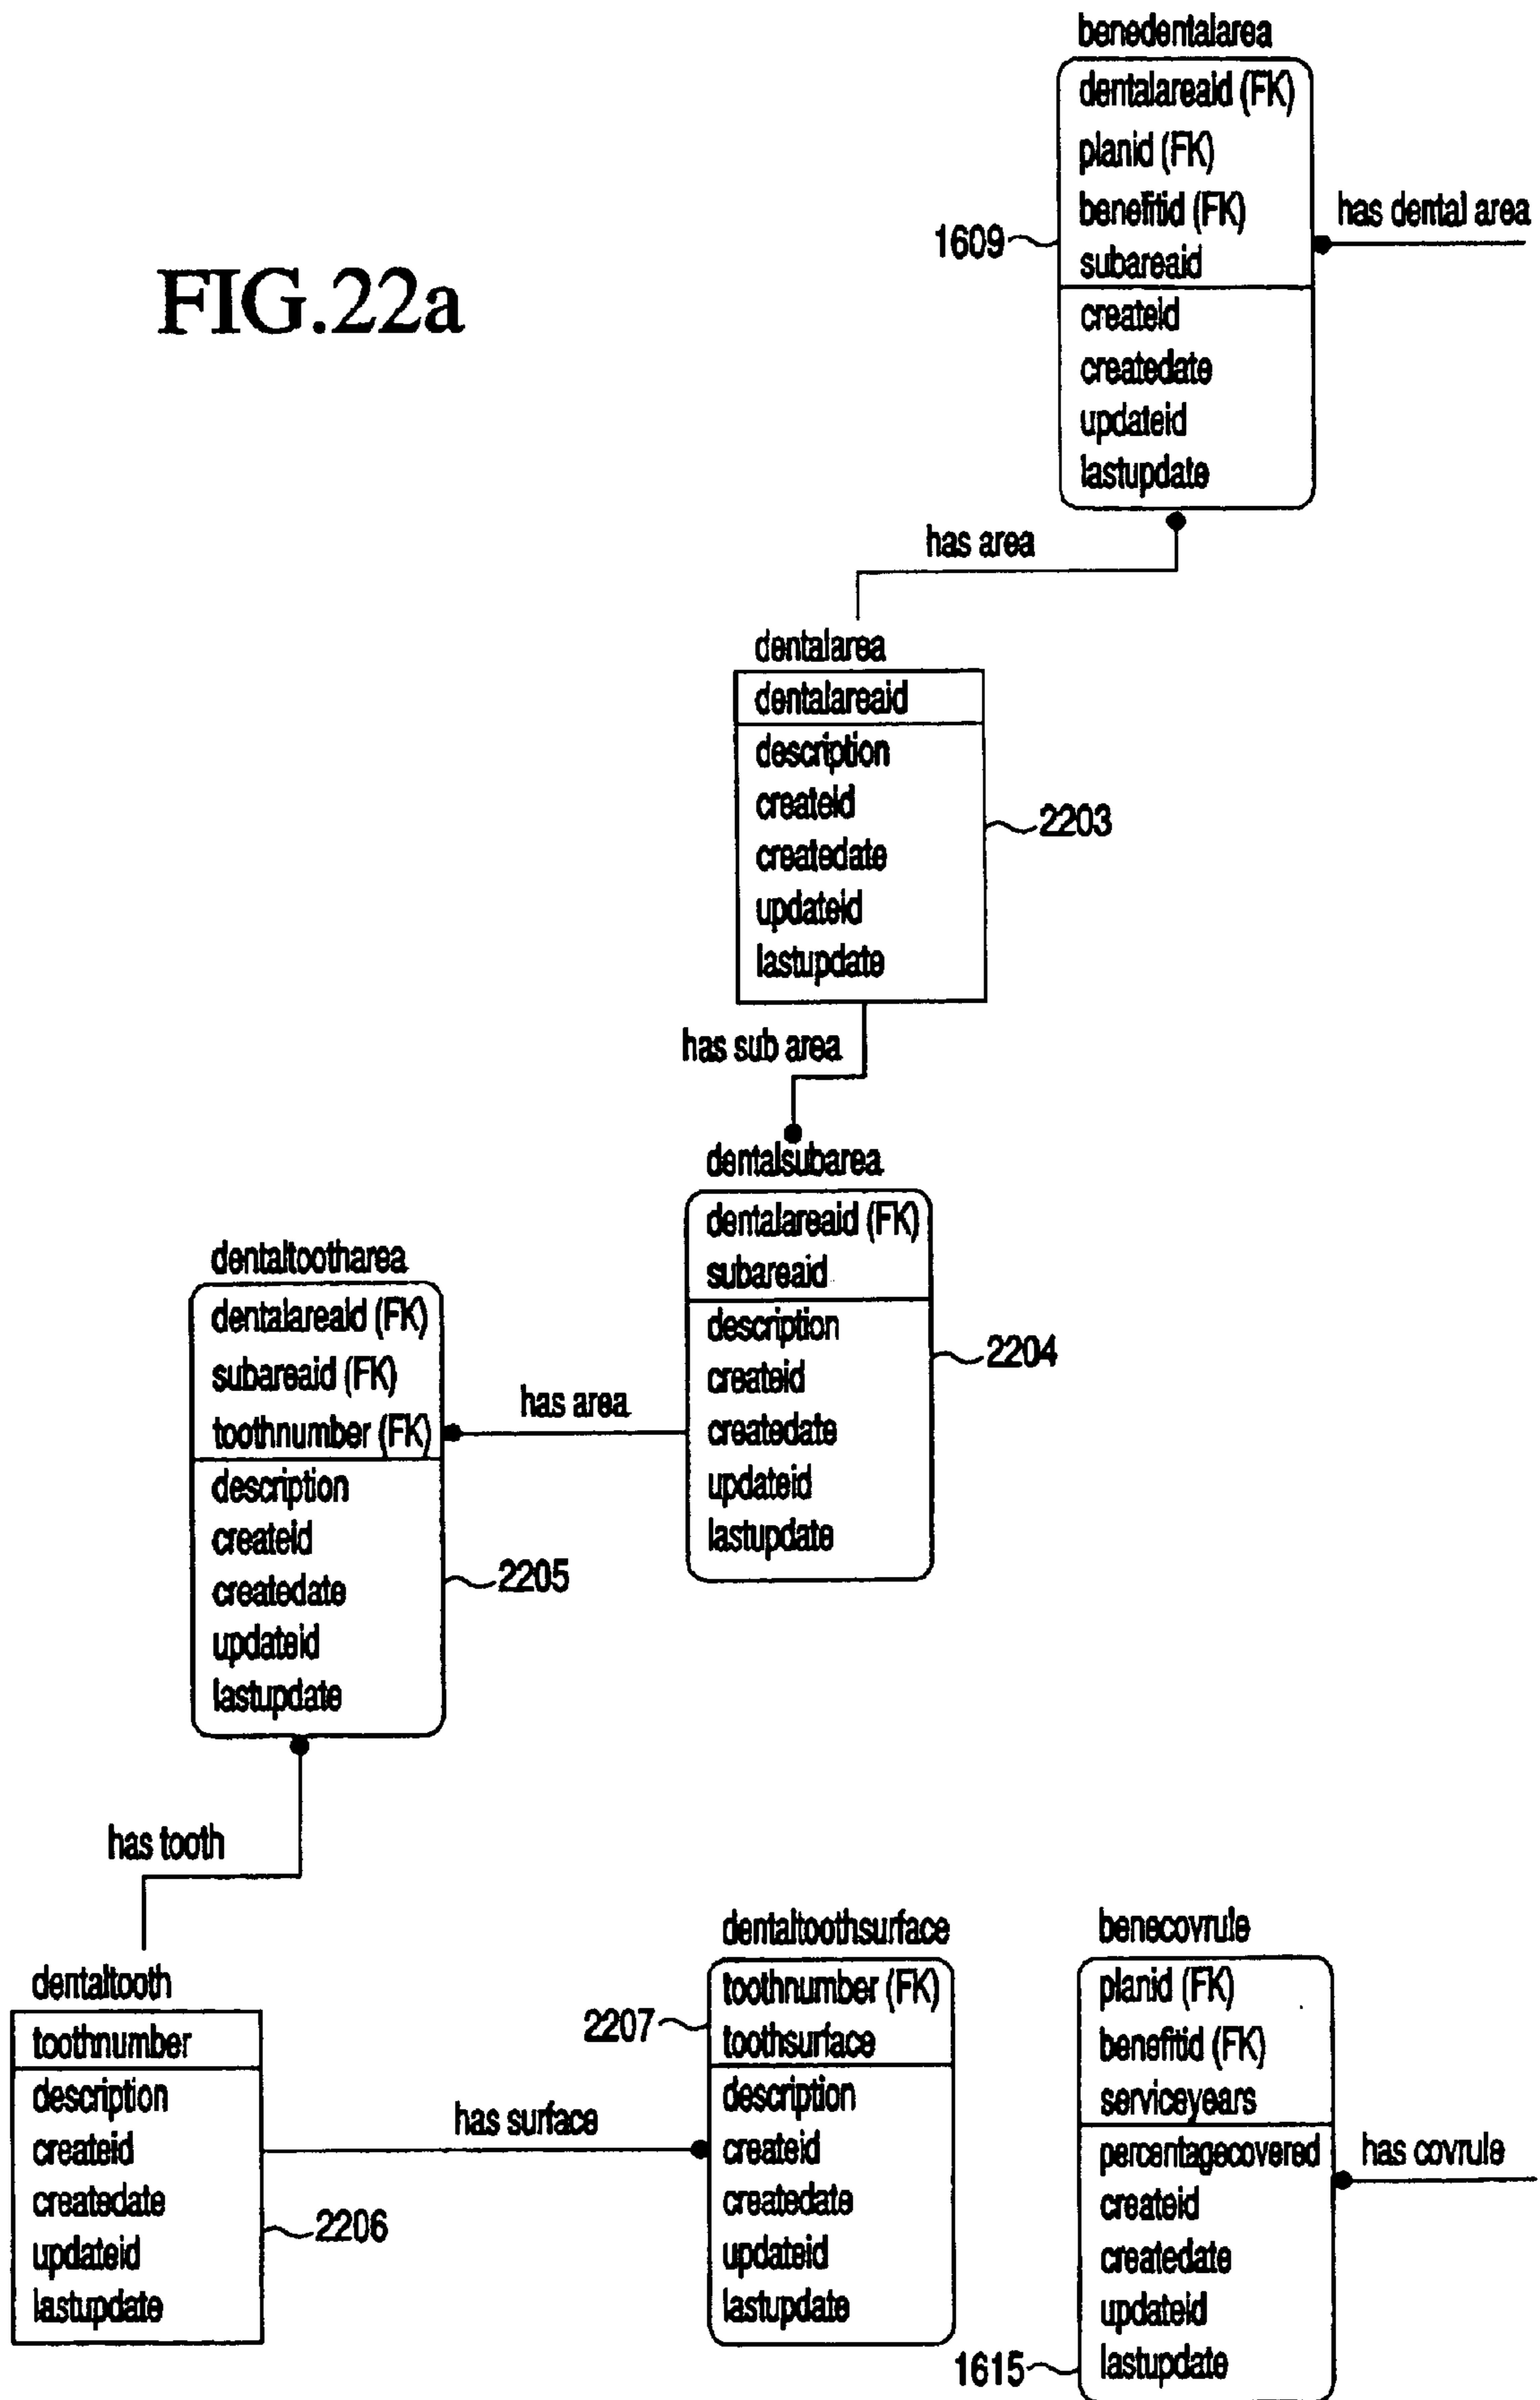 FIG.22a
benedentalarea
dentalareaid (FK)
planid (FK)
benefitid (FK)
subareaid
createid
createdate
updateid
lastupdate
1609
has dental area
has area
dentalarea
dentalareaid
description
createid
createdate
updateid
lastupdate
2203
has sub area
dentalsubarea
dentalareaid (FK)
subareaid
description
createid
createdate
updateid
lastupdate
2204
has area
dentaltootharea
dentalareaid (FK)
subareaid (FK)
toothnumber (FK)
description
createid
createdate
updateid
lastupdate
2205
has tooth
dentaltooth
toothnumber
description
createid
createdate
updateid
lastupdate
2206
has surface
dentaltoothsurface
toothnumber (FK)
toothsurface
description
createid
createdate
updateid
lastupdate
2207
benecovrule
planid (FK)
benefitid (FK)
serviceyears
percentagecovered
createid
createdate
updateid
lastupdate
1615
has covrule